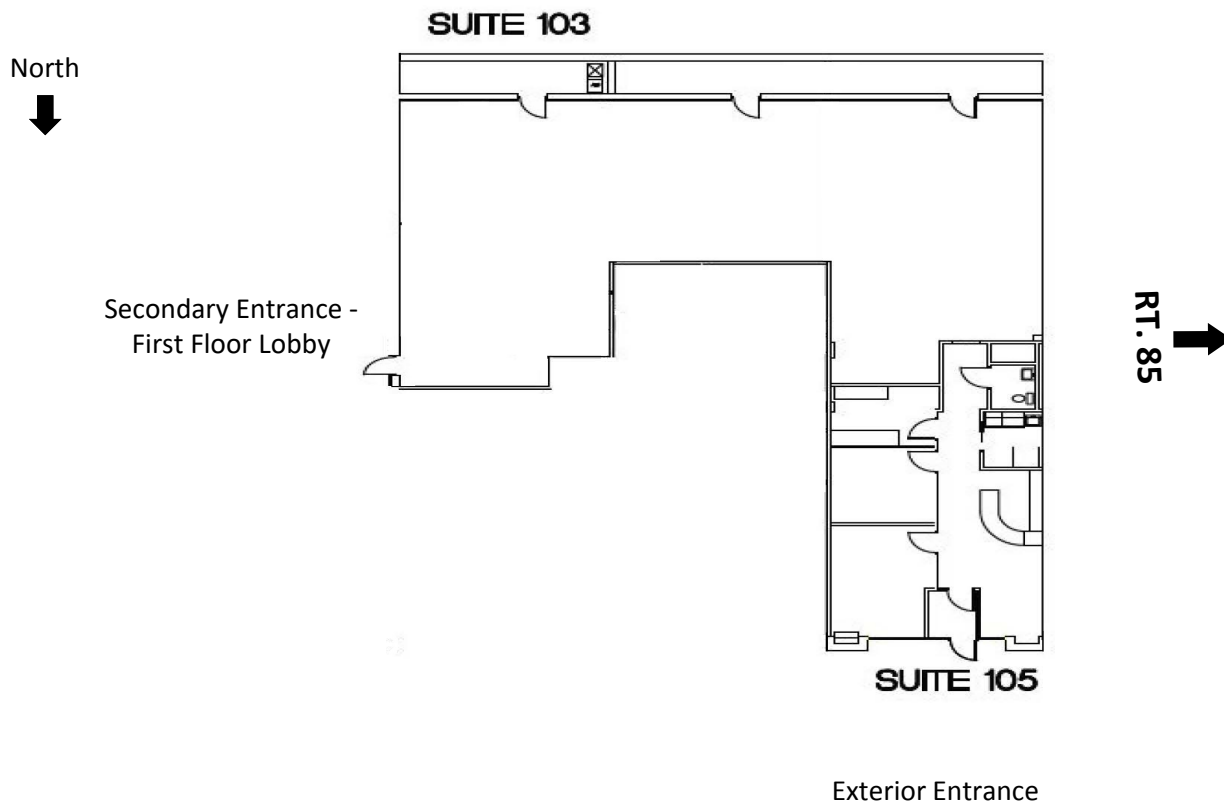 SUITE 103
North
Secondary Entrance -
First Floor Lobby
RT. 85
SUITE 105
Exterior Entrance